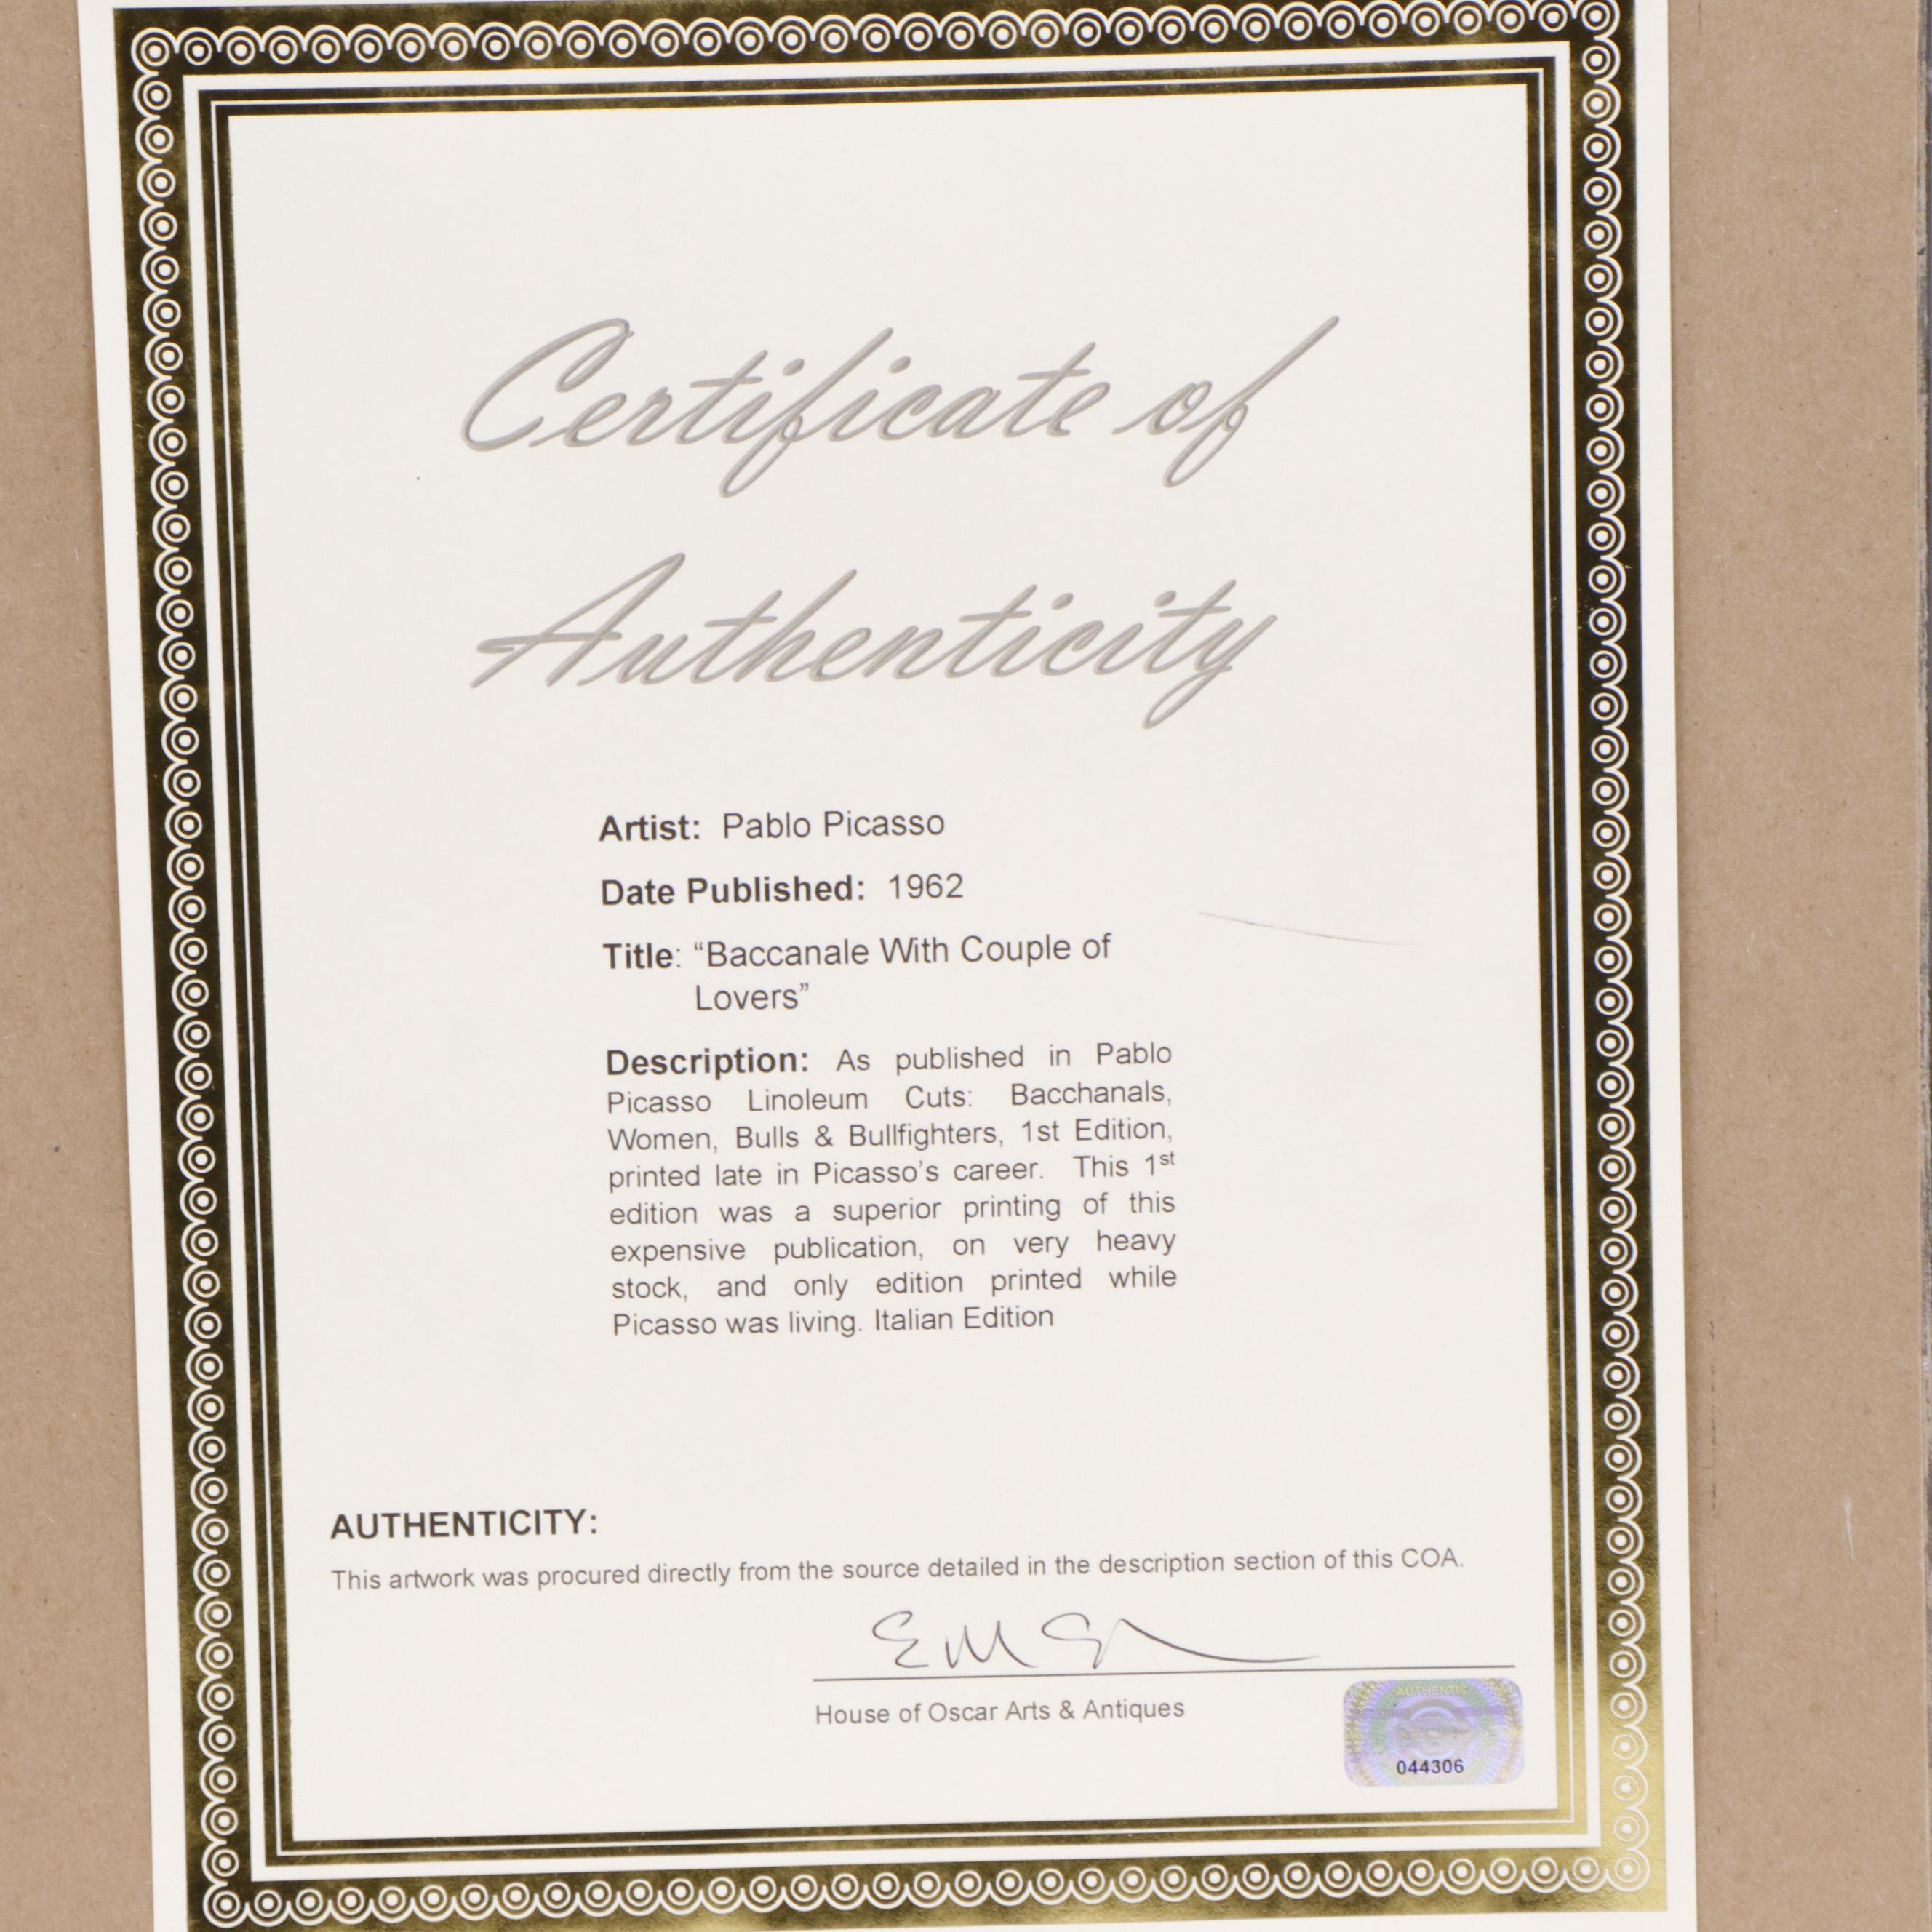 Certificate of
Authenticity
Artist: Pablo Picasso
Date Published: 1962
Title: “Baccanale With Couple of
Lovers”
Description: As published in Pablo
Picasso Linoleum Cuts: Bacchanals,
Women, Bulls & Bullfighters, 1st Edition,
printed late in Picasso’s career. This 1st
edition was a superior printing of this
expensive publication, on very heavy
stock, and only edition printed while
Picasso was living. Italian Edition
AUTHENTICITY:
This artwork was procured directly from the source detailed in the description section of this COA.
House of Oscar Arts & Antiques
AUTHENTIC
044306